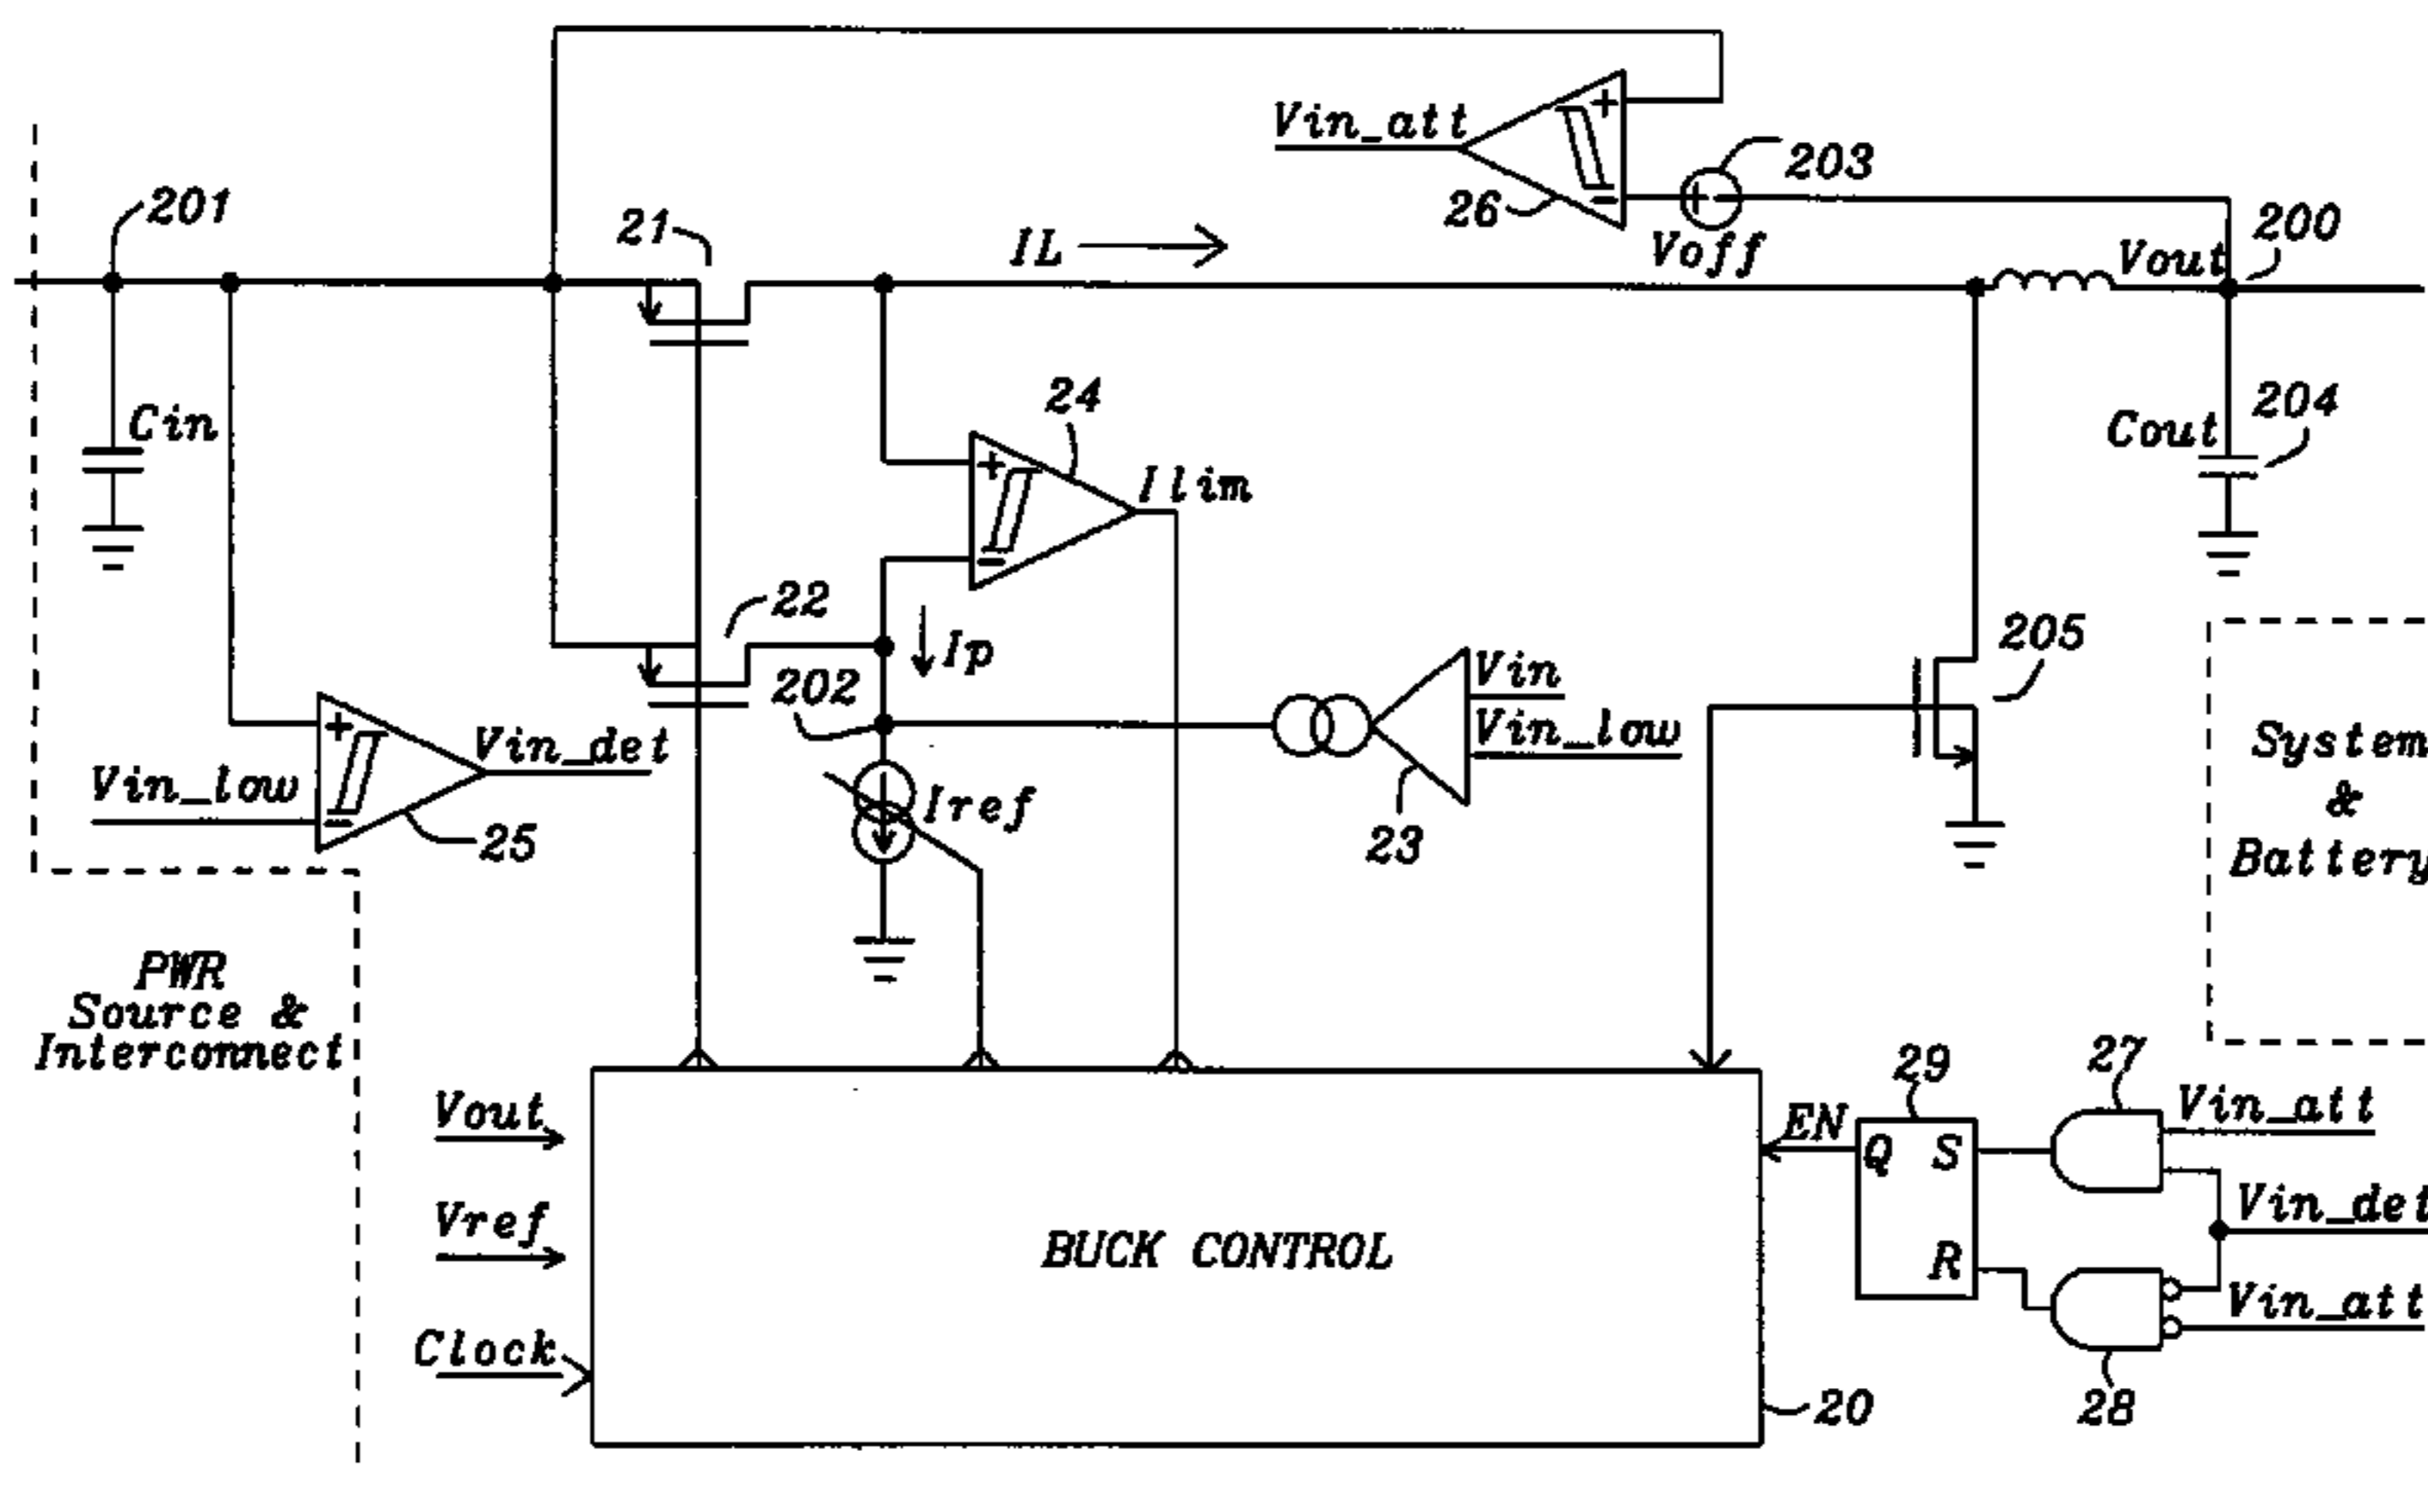 Vin_att
+
-
26
+ -
203
Voff
201
21
IL
Vout
200
Cin
24
+
-
Ilim
Cout
204
22
Ip
202
205
Vin
Vin_low
23
Iref
+
-
Vin_low
Vin_det
25
System
&
Battery
PWR
Source &
Interconnect
Vout
Vref
Clock
BUCK CONTROL
20
EN
29
Q S
R
27
Vin_att
Vin_det
Vin_att
28